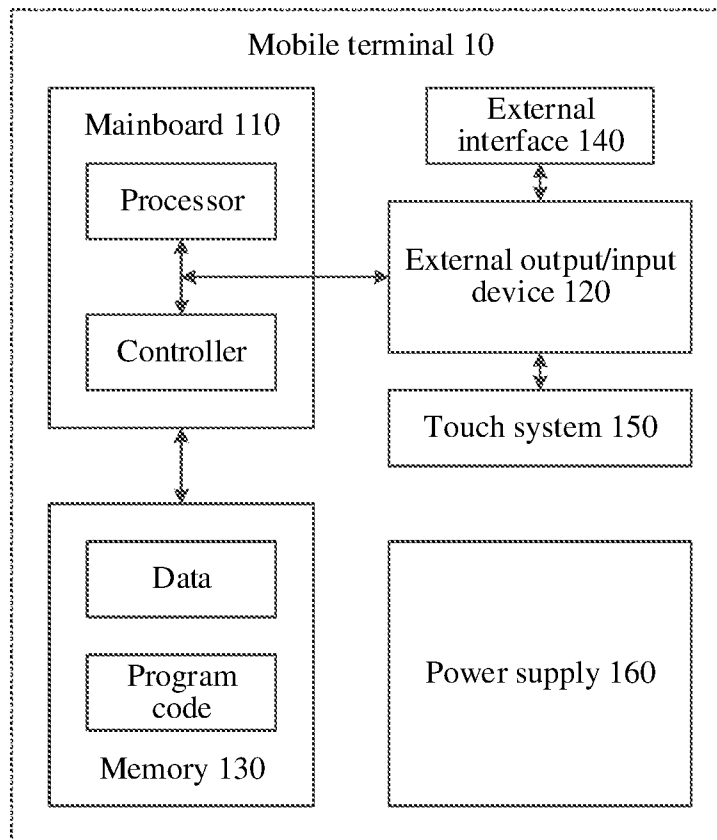 Mobile terminal 10
Mainboard 110
Processor
Controller
External
interface 140
External output/input
device 120
Touch system 150
Data
Program
code
Memory 130
Power supply 160